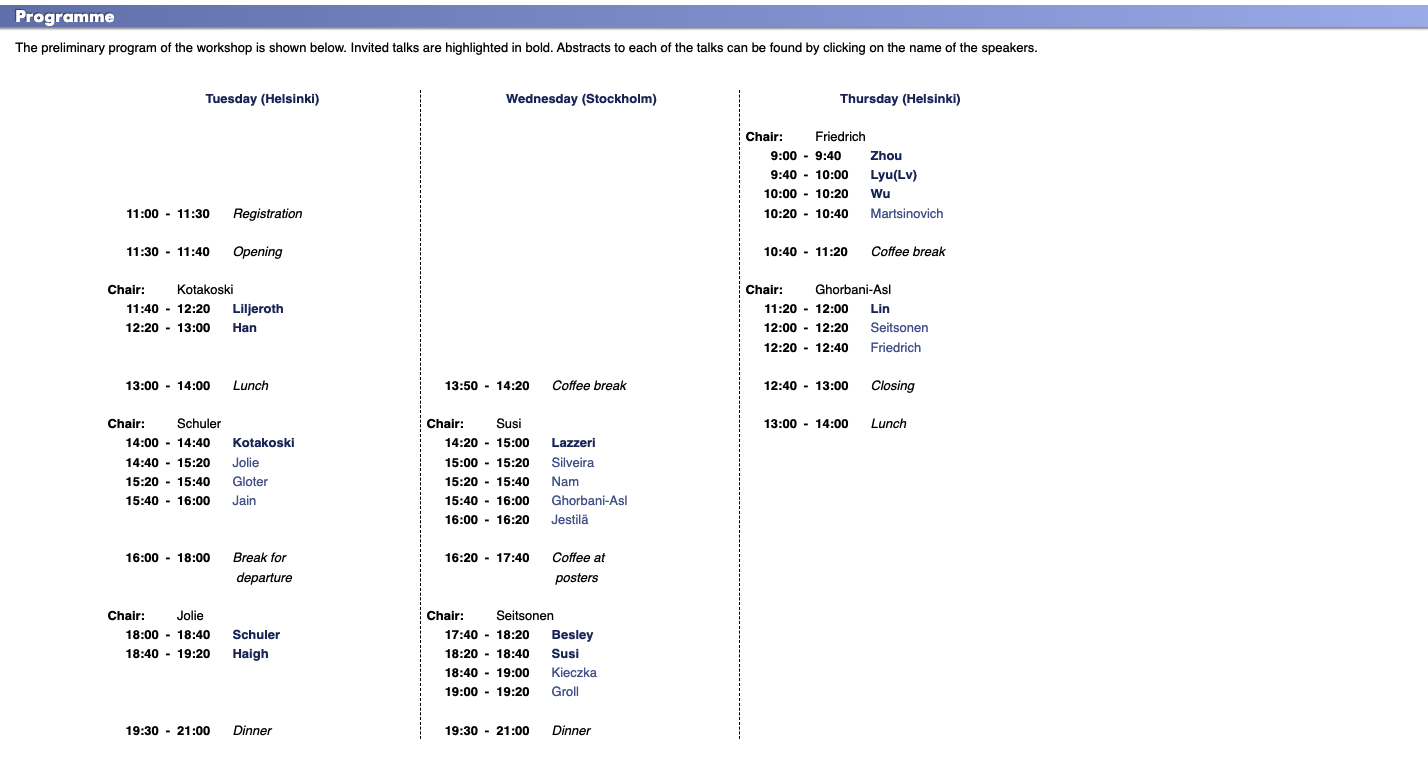 Programme
The preliminary program of the workshop is shown below. Invited talks are highlighted in bold. Abstracts to each of the talks can be found by clicking on the name of the speakers.
Tuesday (Helsinki)
11:00 - 11:30 Registration
11:30 - 11:40 Opening
Chair: Kotakoski
11:40 - 12:20 Liljeroth
12:20 - 13:00 Han
13:00 - 14:00 Lunch
Chair: Schuler
14:00 - 14:40 Kotakoski
14:40 - 15:20 Jolie
15:20 - 15:40 Gloter
15:40 - 16:00 Jain
16:00 - 18:00 Break for
departure
Chair: Jolie
18:00 - 18:40 Schuler
18:40 - 19:20 Haigh
19:30 - 21:00 Dinner
Wednesday (Stockholm)
13:50 - 14:20 Coffee break
Chair: Susi
14:20 - 15:00 Lazzeri
15:00 - 15:20 Silveira
15:20 - 15:40 Nam
15:40 - 16:00 Ghorbani-Asl
16:00 - 16:20 Jestilä
16:20 - 17:40 Coffee at
posters
Chair: Seitsonen
17:40 - 18:20 Besley
18:20 - 18:40 Susi
18:40 - 19:00 Kieczka
19:00 - 19:20 Groll
19:30 - 21:00 Dinner
Thursday (Helsinki)
Chair: Friedrich
9:00 - 9:40 Zhou
9:40 - 10:00 Lyu(Lv)
10:00 - 10:20 Wu
10:20 - 10:40 Martsinovich
10:40 - 11:20 Coffee break
Chair: Ghorbani-Asl
11:20 - 12:00 Lin
12:00 - 12:20 Seitsonen
12:20 - 12:40 Friedrich
12:40 - 13:00 Closing
13:00 - 14:00 Lunch